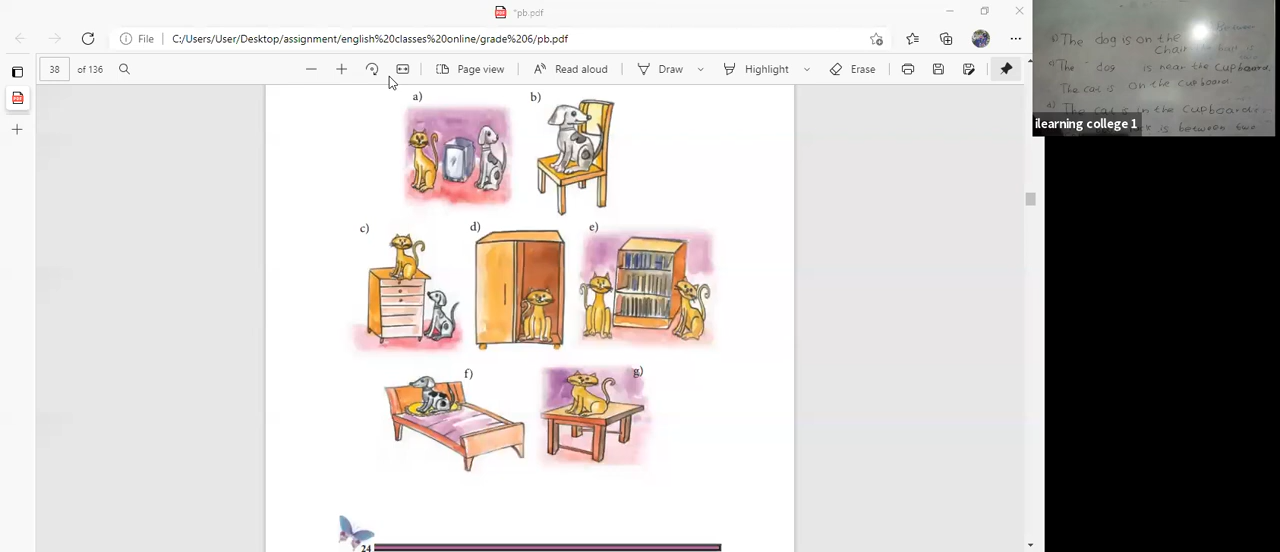 *pb.pdf
File C:/Users/User/Desktop/assignment/english%20classes%20online/grade%206/pb.pdf
38 of 136 Page view Read aloud Draw Highlight Erase
a) b)
c) d) e)
f) g)
24
The dog is on the
Chair
The dog is near the cupboard,
The cat is on the cupboard
d) The cat is in the cupboard.
is between two
ilearning college 1